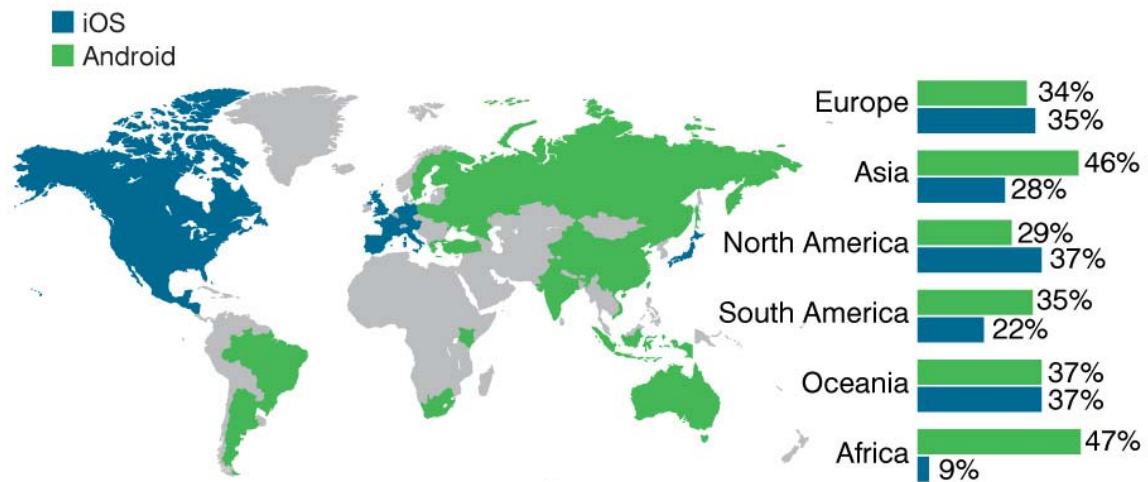 iOS
Android
Europe
34%
35%
Asia
46%
28%
North America
29%
37%
South America
35%
22%
Oceania
37%
37%
Africa
47%
9%